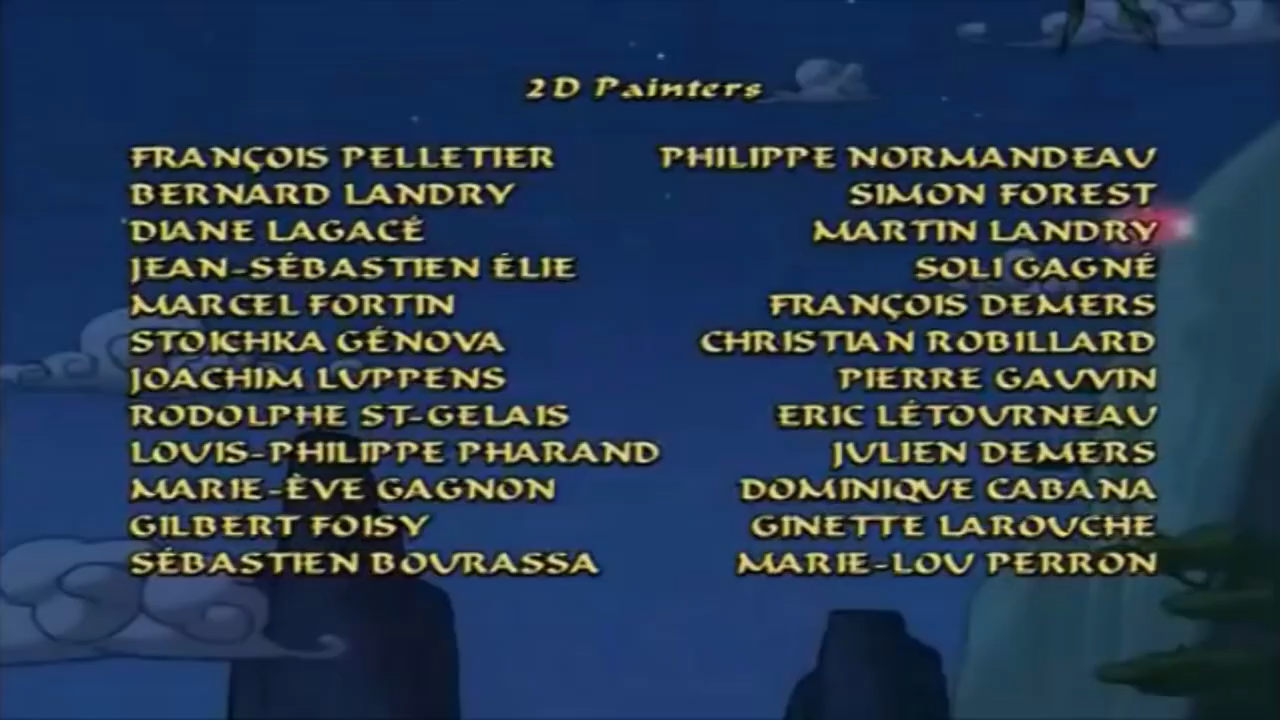 2D Painters
FRANÇOIS PELLETIER PHILIPPE NORMANDEAU
BERNARD LANDRY SIMON FOREST
DIANE LAGACÉ MARTIN LANDRY
JEAN-SÉBASTIEN ÉLIE SOLI GAGNÉ
MARCEL FORTIN FRANÇOIS DEMERS
STOICHKA GÉNOVA CHRISTIAN ROBILLARD
JOACHIM LUPPENS PIERRE GAUVIN
RODOLPHE ST-GELAIS ERIC LÉTOURNEAU
LOUIS-PHILIPPE PHARAND JULIEN DEMERS
MARIE-ÈVE GAGNON DOMINIQUE CABANA
GILBERT FOISY GINETTE LAROUCHE
SÉBASTIEN BOURASSA MARIE-LOU PERRON